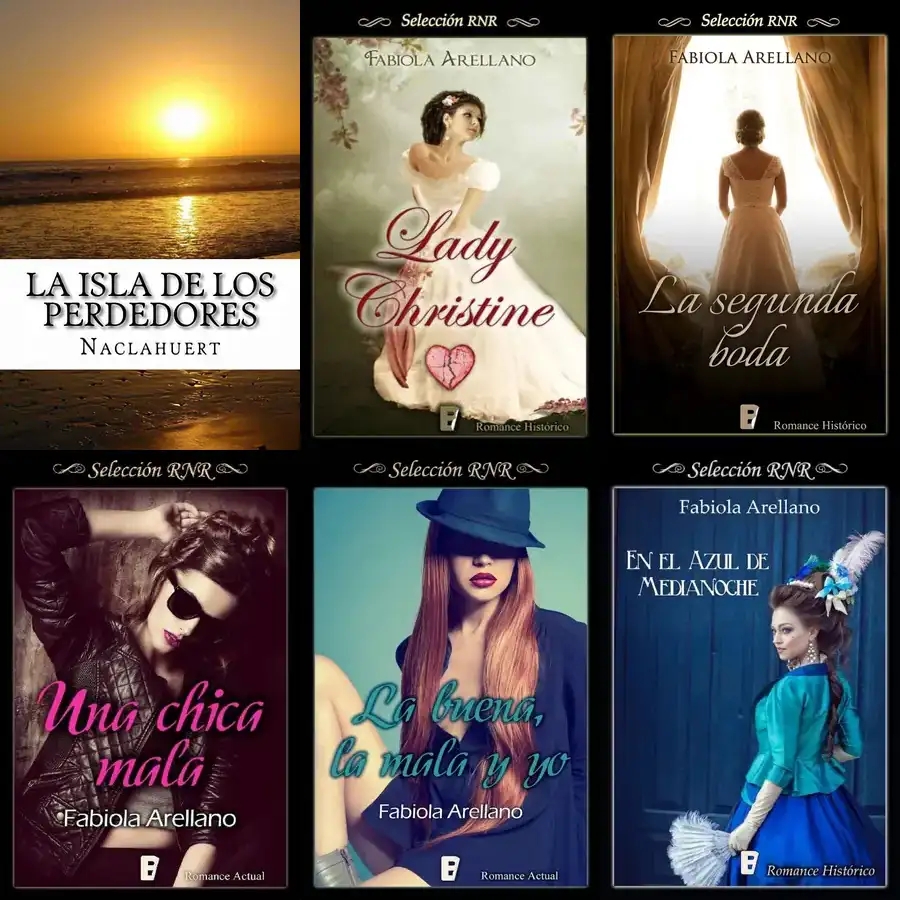 LA ISLA DE LOS
PERDEDORES
NACLAHUERT
Selección RNR
FABIOLA ARELLANO
Lady
Christine
B
Romance Histórico
Selección RNR
FABIOLA ARELLANO
La segunda
boda
B
Romance Histórico
Selección RNR
Una chica
mala
Fabiola Arellano
B
Romance Actual
Selección RNR
La buena,
la mala y yo
Fabiola Arellano
B
Romance Actual
Selección RNR
Fabiola Arellano
EN EL AZUL DE
MEDIANOCHE
B
Romance Histórico